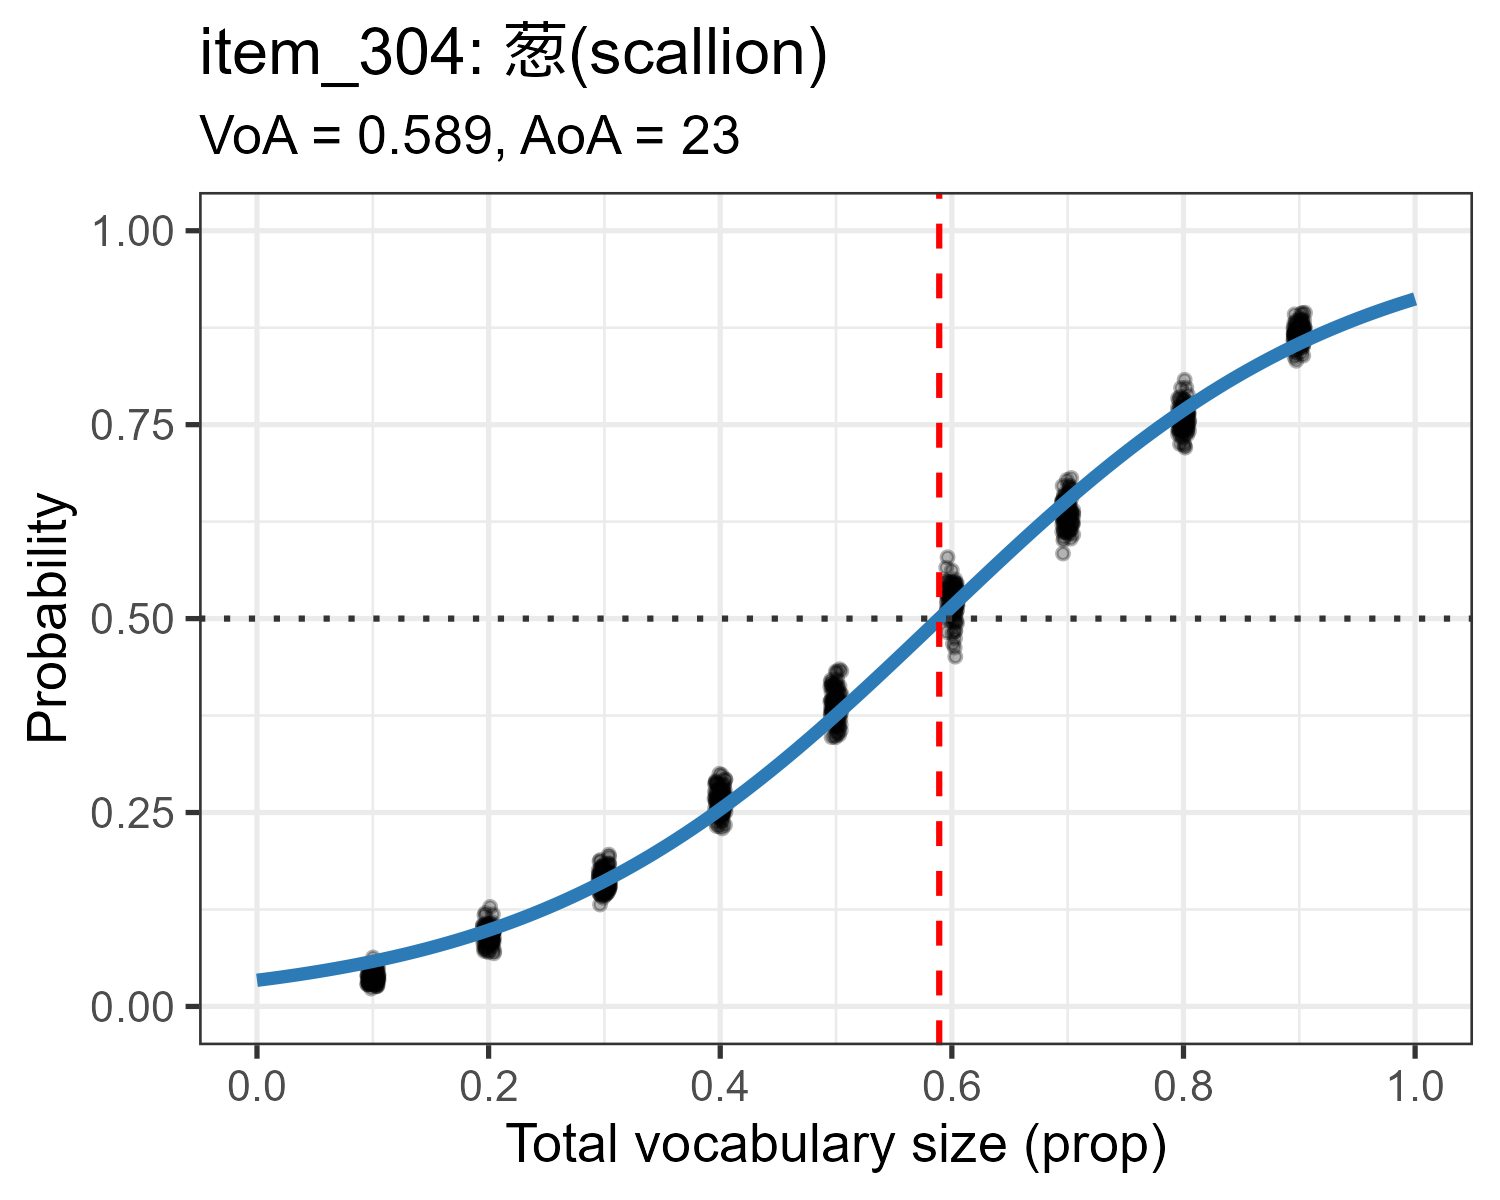 item_304: 葱(scallion)
VoA = 0.589, AoA = 23
Probability
1.00
0.75
0.50
0.25
0.00
0.0 0.2 0.4 0.6 0.8 1.0
Total vocabulary size (prop)